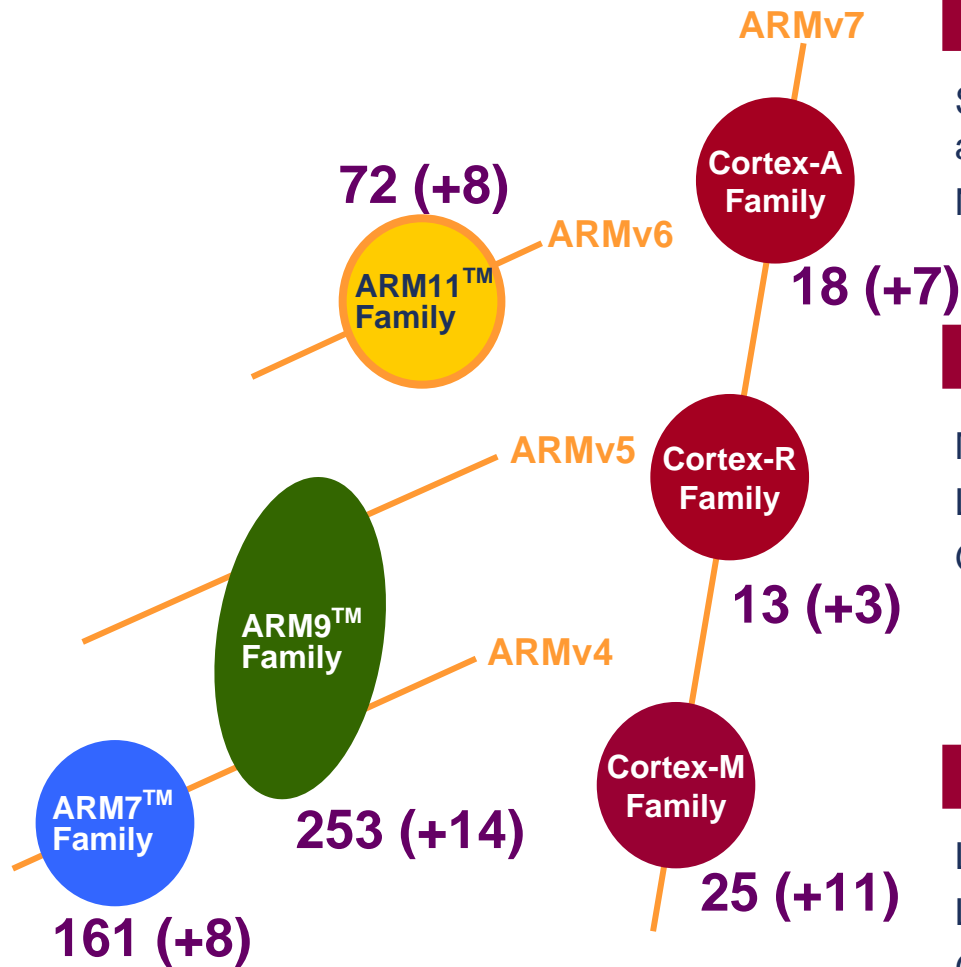 ARMv7
Cortex-A
Family
72 (+8)
ARMv6
ARM11™
Family
18 (+7)
ARMv5
Cortex-R
Family
13 (+3)
ARM9™
Family
ARMv4
Cortex-M
Family
ARM7™
Family
253 (+14)
25 (+11)
161 (+8)